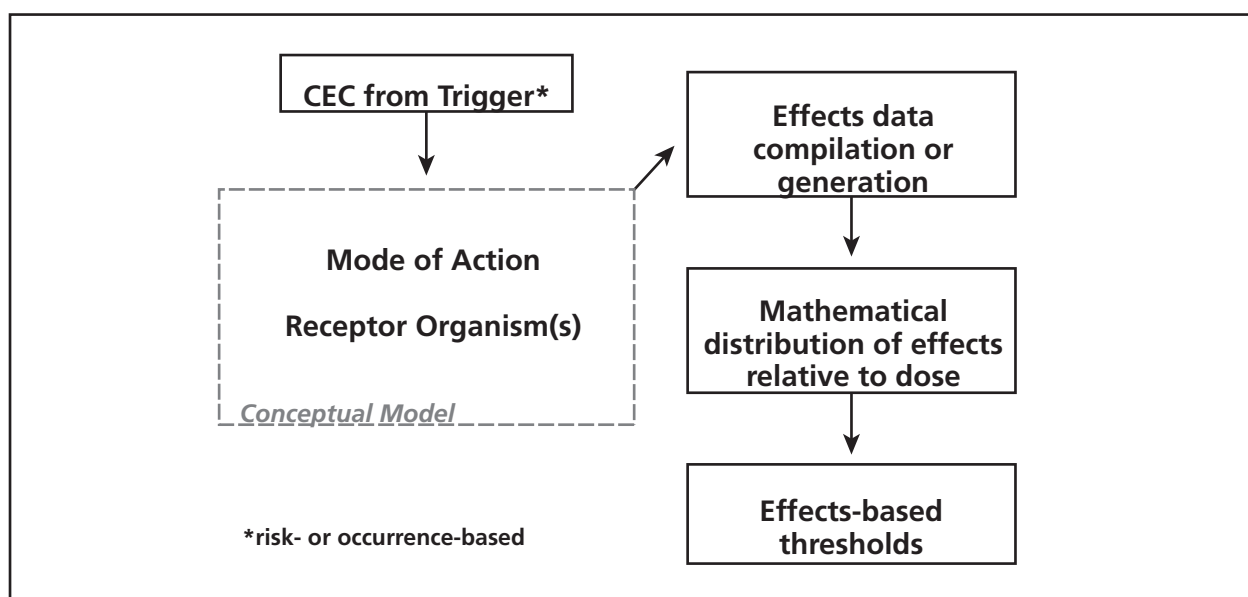 CEC from Trigger*
Mode of Action
Receptor Organism(s)
Conceptual Model
*risk- or occurrence-based
Effects data
compilation or
generation
Mathematical
distribution of effects
relative to dose
Effects-based
thresholds